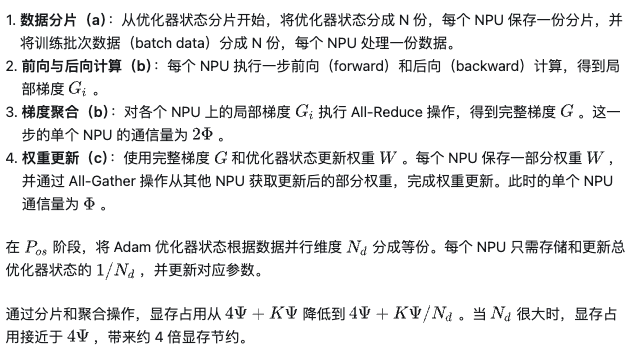 1. 数据分片（a）：从优化器状态分片开始，将优化器状态分成 N 份，每个 NPU 保存一份分片，并
将训练批次数据（batch data）分成 N 份，每个 NPU 处理一份数据。
2. 前向与后向计算（b）：每个 NPU 执行一步前向（forward）和后向（backward）计算，得到局
部梯度 G_i 。
3. 梯度聚合（b）：对各个 NPU 上的局部梯度 G_i 执行 All-Reduce 操作，得到完整梯度 G 。这一
步的单个 NPU 的通信量为 2Φ 。
4. 权重更新（c）：使用完整梯度 G 和优化器状态更新权重 W 。每个 NPU 保存一部分权重 W ，
并通过 All-Gather 操作从其他 NPU 获取更新后的部分权重，完成权重更新。此时的单个 NPU
通信量为 Φ 。
在 P_os 阶段，将 Adam 优化器状态根据数据并行维度 N_d 分成等份。每个 NPU 只需存储和更新总
优化器状态的 1/N_d ，并更新对应参数。
通过分片和聚合操作，显存占用从 4Ψ + KΨ 降低到 4Ψ + KΨ/N_d 。当 N_d 很大时，显存占
用接近于 4Ψ ，带来约 4 倍显存节约。